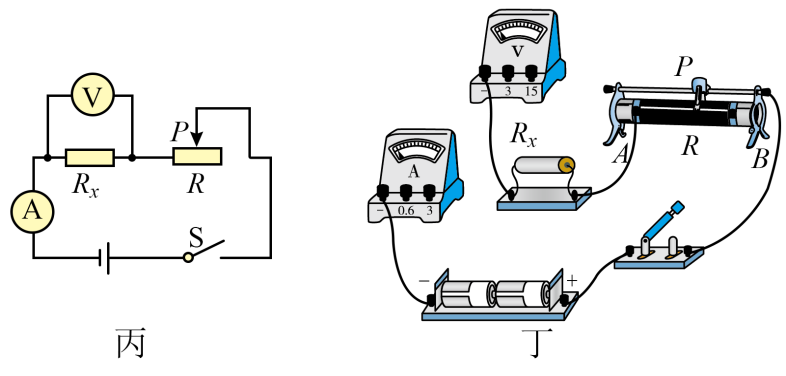 V
P
Rx
R
A
S
丙
V
- 3 15
Rx
P
A
R
B
A
- 0.6 3
- +
丁